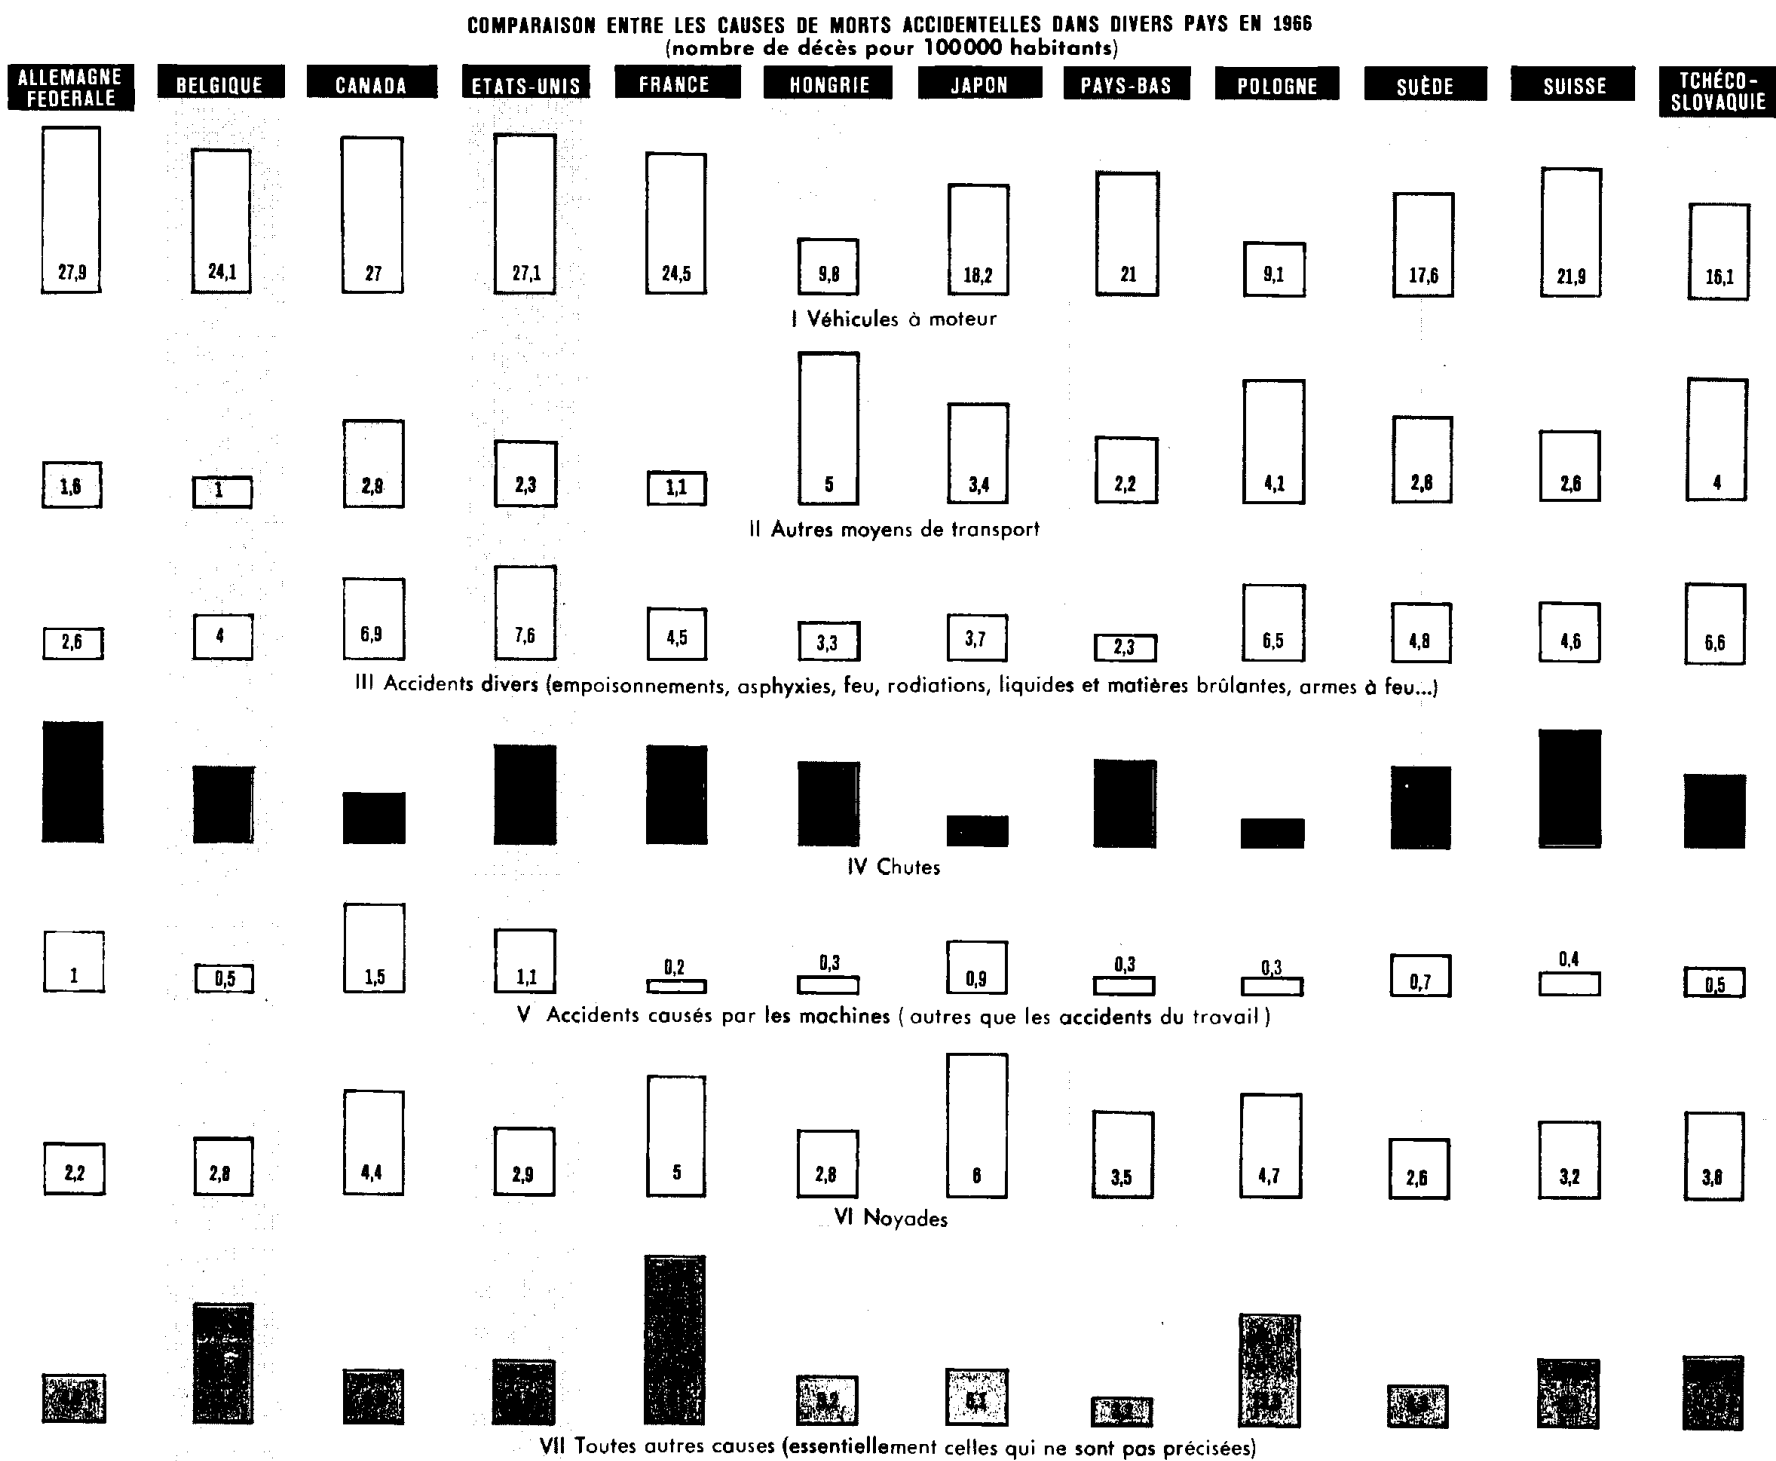 COMPARAISON ENTRE LES CAUSES DE MORTS ACCIDENTELLES DANS DIVERS PAYS EN 1966
(nombre de décès pour 100000 habitants)
ALLEMAGNE FEDERALE BELGIQUE CANADA ETATS-UNIS FRANCE HONGRIE JAPON PAYS-BAS POLOGNE SUÈDE SUISSE TCHÉCO-SLOVAQUIE
27,9 24,1 27 27,1 24,5 9,8 18,2 21 9,1 17,6 21,9 16,1
I Véhicules à moteur
1,6 1 2,8 2,3 1,1 5 3,4 2,2 4,1 2,8 2,6 4
II Autres moyens de transport
2,6 4 6,9 7,6 4,5 3,3 3,7 2,3 6,5 4,8 4,6 6,6
III Accidents divers (empoisonnements, asphyxies, feu, rodiations, liquides et matières brûlantes, armes à feu...)
IV Chutes
1 0,5 1,5 1,1 0,2 0,3 0,9 0,3 0,3 0,7 0,4 0,5
V Accidents causés par les machines (autres que les accidents du travail)
2,2 4,4 2,9 5 2,8 6 3,5 4,7 2,6 3,2
VI Noyades
VII Toutes autres causes (essentiellement celles qui ne sont pas précisées)